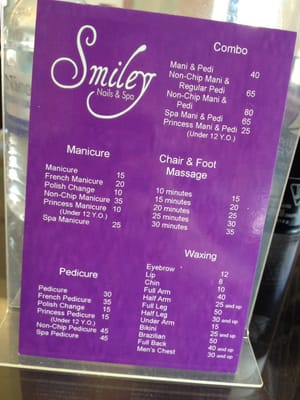 Smiley
Nails & Spa
Combo
Mani & Pedi 40
Non-Chip Mani &
Regular Pedi 65
Non-Chip Mani &
Pedi 80
Spa Mani & Pedi 65
Princess Mani & Pedi 25
(Under 12 Y.O.)
Manicure
Manicure 15
French Manicure 20
Polish Change 10
Non-Chip Manicure 35
Princess Manicure 10
(Under 12 Y.O.)
Spa Manicure 25
Chair & Foot
Massage
10 minutes 15
15 minutes 20
20 minutes 25
25 minutes 30
30 minutes 35
Pedicure
Pedicure 30
French Pedicure 35
Polish Change 15
Princess Pedicure 15
(Under 12 Y.O.)
Non-Chip Pedicure 45
Spa Pedicure 45
Waxing
Eyebrow 12
Lip 8
Chin 10
Full Arm 40
Half Arm 25 and up
Full Leg 50
Half Leg 30 and up
Under Arm 15
Bikini 25 and up
Brazilian 50
Full Back 40 and up
Men's Chest 30 and up